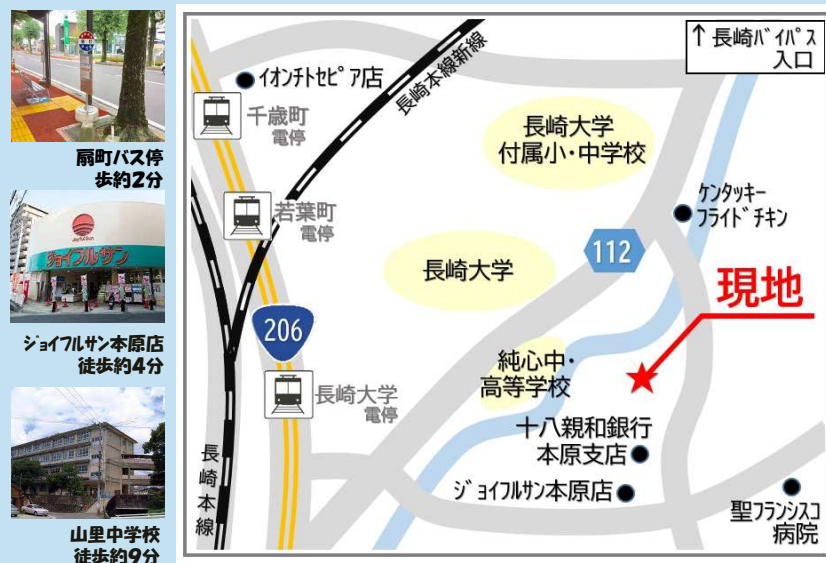 扇町バス停
歩約2分
ジョイフルサン
ジョイフルサン本原店
徒歩約4分
山里中学校
徒歩約9分
↑長崎バイパス
入口
イオンチトセピア店
長崎本線新線
千歳町
電停
長崎大学
付属小・中学校
ケンタッキー
フライドチキン
若葉町
電停
112
長崎大学
現地
206
純心中・
高等学校
長崎大学
電停
十八親和銀行
本原支店
長崎本線
ジョイフルサン本原店
聖フランシスコ
病院